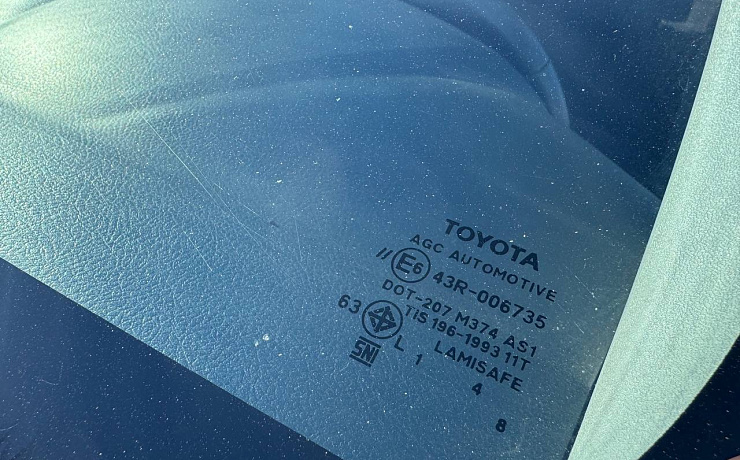 TOYOTA
AGC AUTOMOTIVE
// E6 43R-006735
DOT-207 M374 AS1
63 TIS 196-1993 11T
L LAMISAFE
SNI 1 4
8